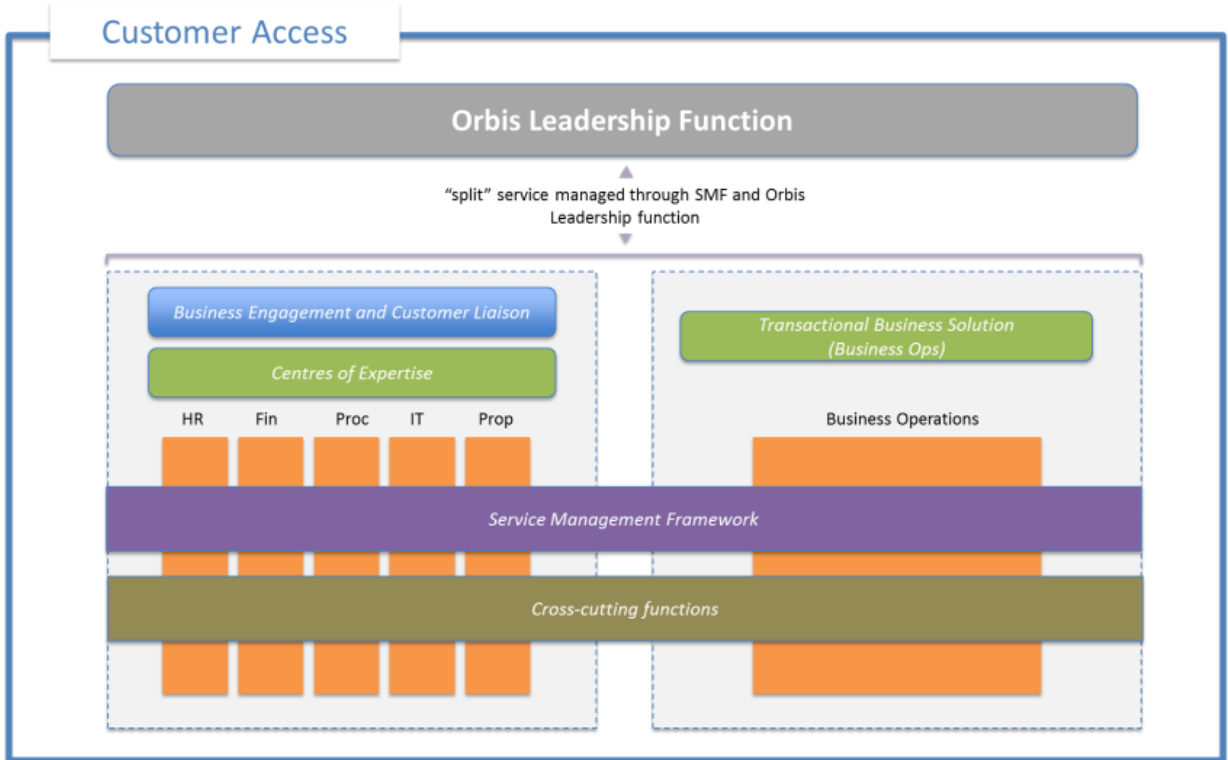 Customer Access
Orbis Leadership Function
“split” service managed through SMF and Orbis
Leadership function
Business Engagement and Customer Liaison
Centres of Expertise
HR Fin Proc IT Prop
Transactional Business Solution
(Business Ops)
Business Operations
Service Management Framework
Cross-cutting functions